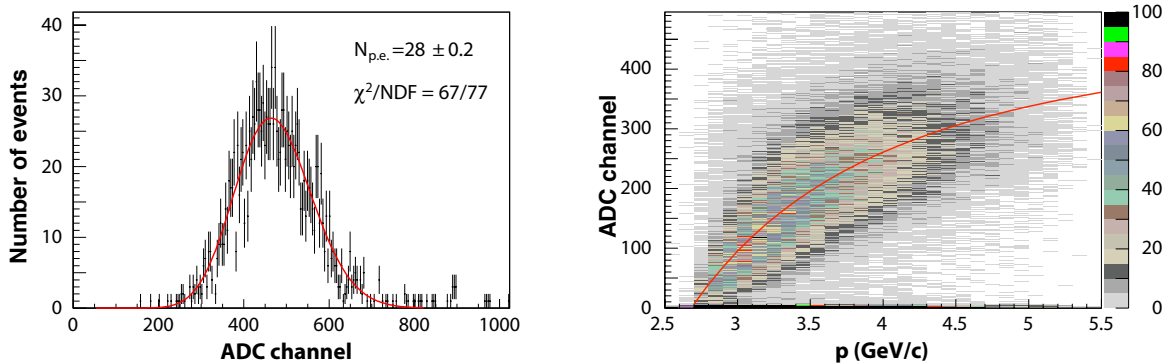 40
30
20
10
0
Number of events
N_p.e. =28 ± 0.2
χ²/NDF = 67/77
0 200 400 600 800 1000
ADC channel
400
300
200
100
0
ADC channel
2.5 3 3.5 4 4.5 5 5.5
p (GeV/c)
100
80
60
40
20
0